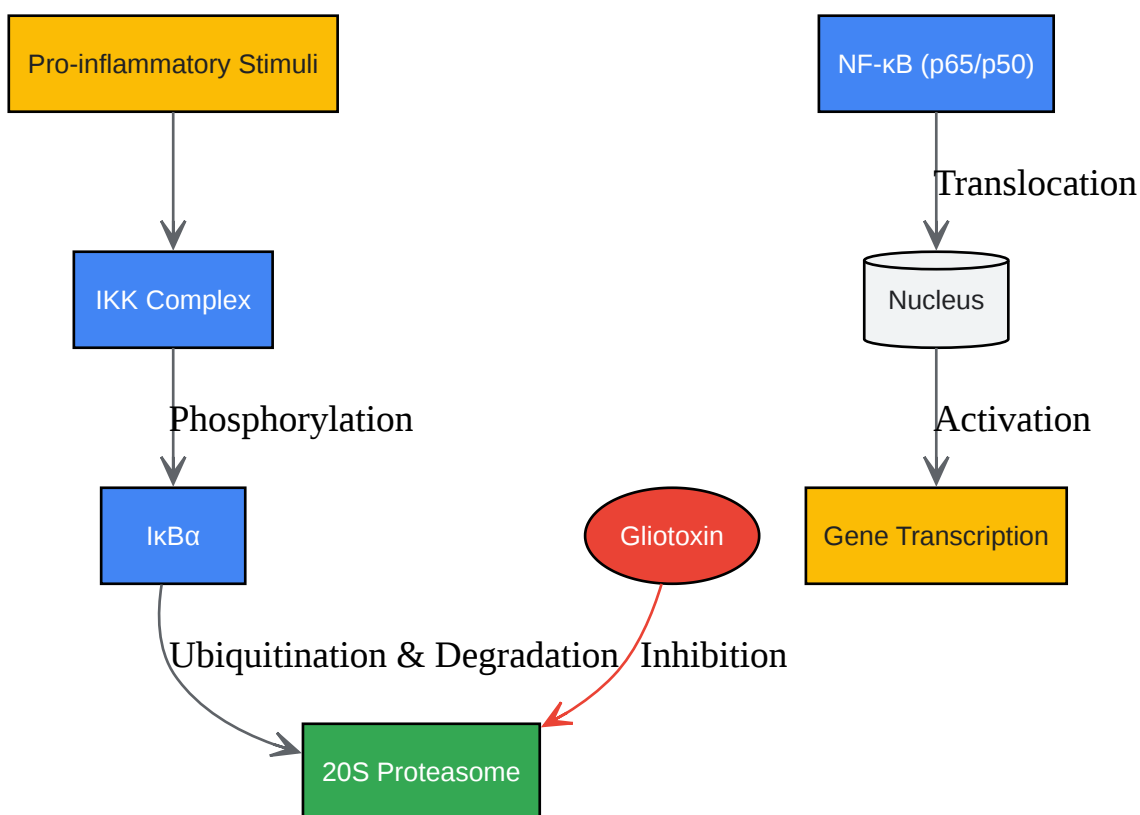 Pro-inflammatory Stimuli
NF-κB (p65/p50)
Translocation
IKK Complex
Nucleus
Phosphorylation
Activation
IκBα
Gliotoxin
Gene Transcription
Ubiquitination & Degradation
Inhibition
20S Proteasome